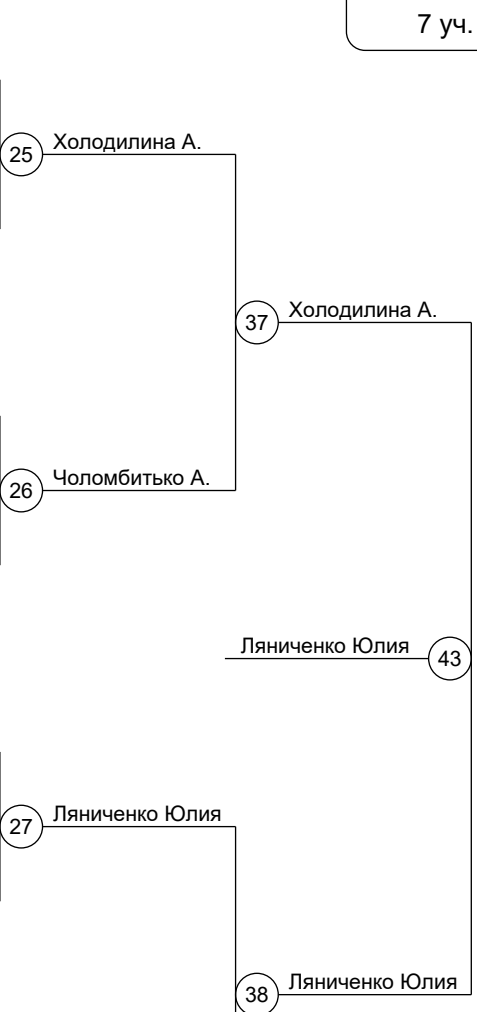 7 уч.
25 Холодилина А.
37 Холодилина А.
26 Чоломбитько А.
Ляниченко Юлия 43
27 Ляниченко Юлия
38 Ляниченко Юлия